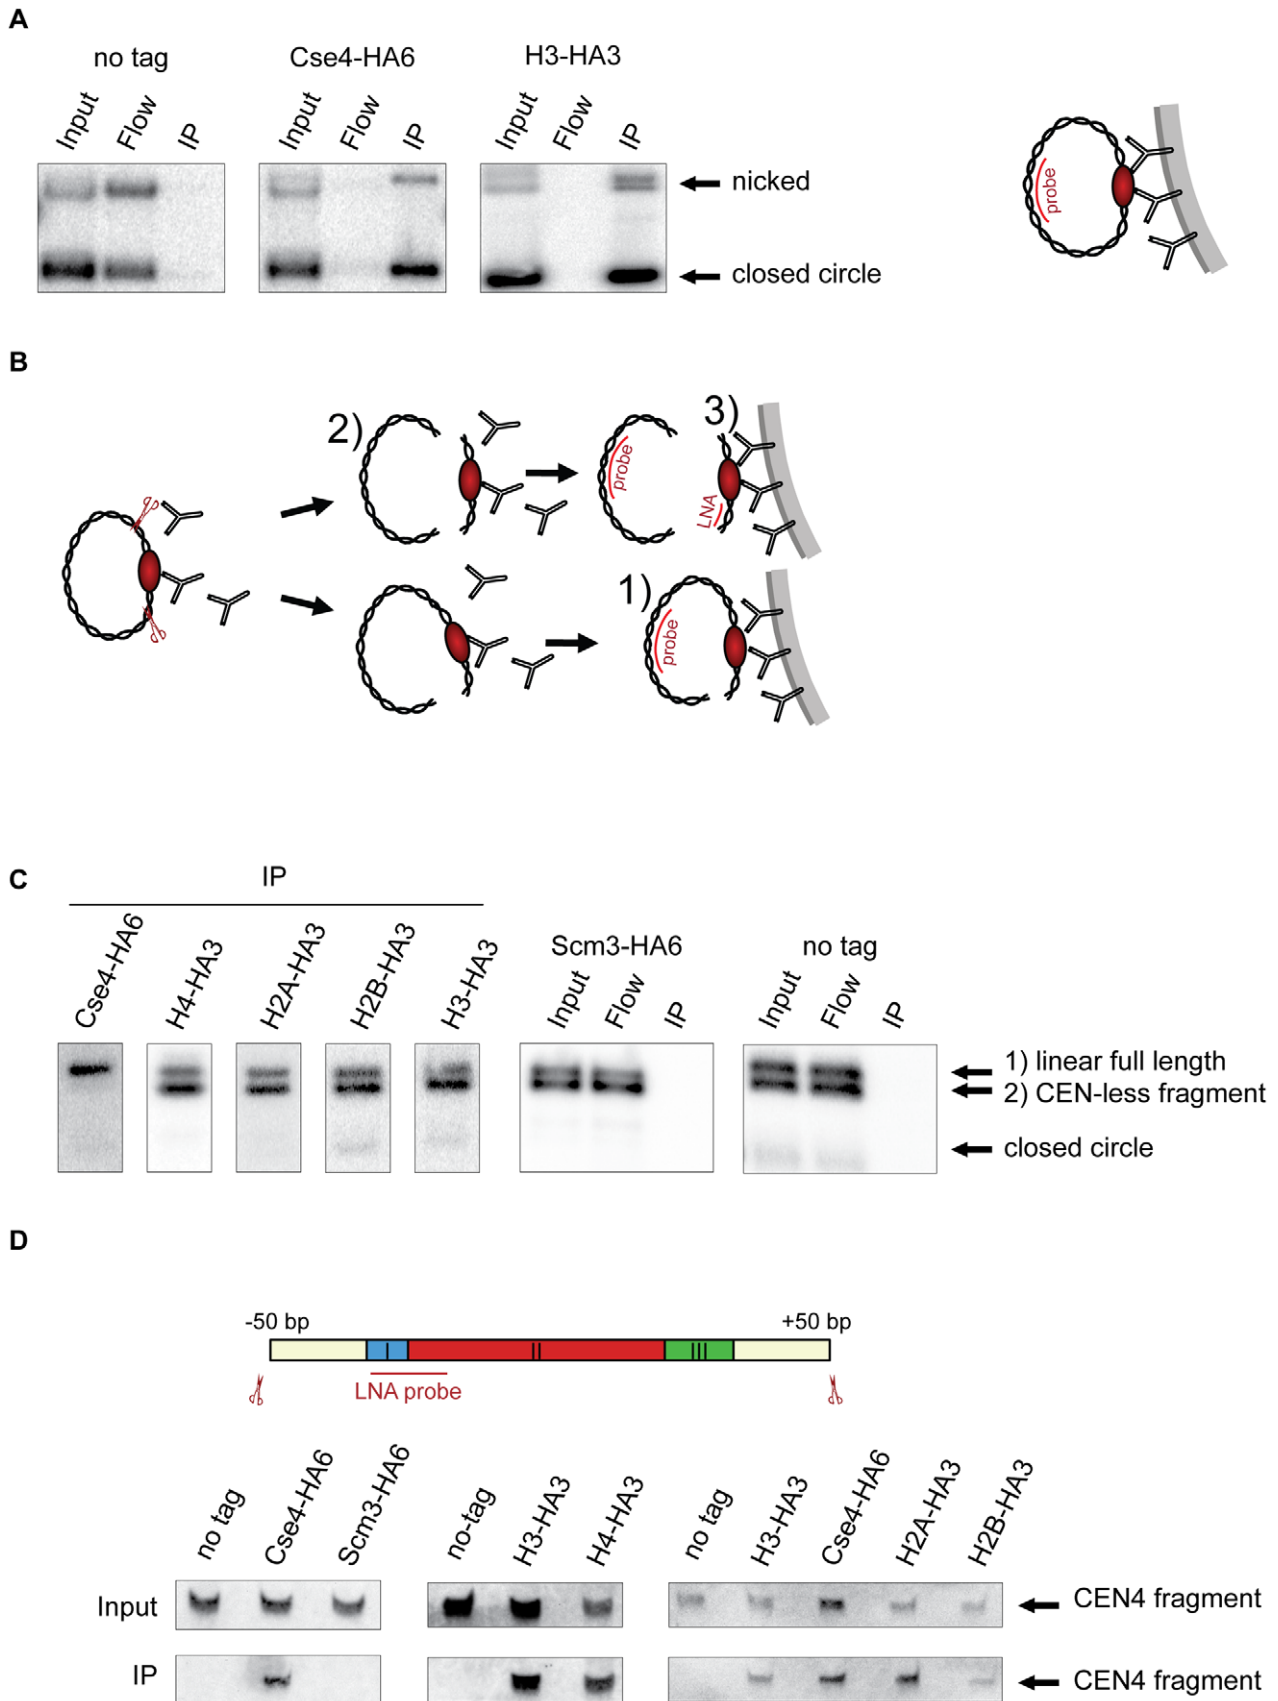 A
no tag
Cse4-HA6
H3-HA3
Input
Flow
IP
Input
Flow
IP
Input
Flow
IP
nicked
closed circle
probe
B
2)
3)
probe
LNA
1)
probe
C
IP
Cse4-HA6
H4-HA3
H2A-HA3
H2B-HA3
H3-HA3
Scm3-HA6
no tag
Input
Flow
IP
Input
Flow
IP
1) linear full length
2) CEN-less fragment
closed circle
D
-50 bp
+50 bp
I
II
III
LNA probe
no tag
Cse4-HA6
Scm3-HA6
no-tag
H3-HA3
H4-HA3
no tag
H3-HA3
Cse4-HA6
H2A-HA3
H2B-HA3
Input
CEN4 fragment
IP
CEN4 fragment